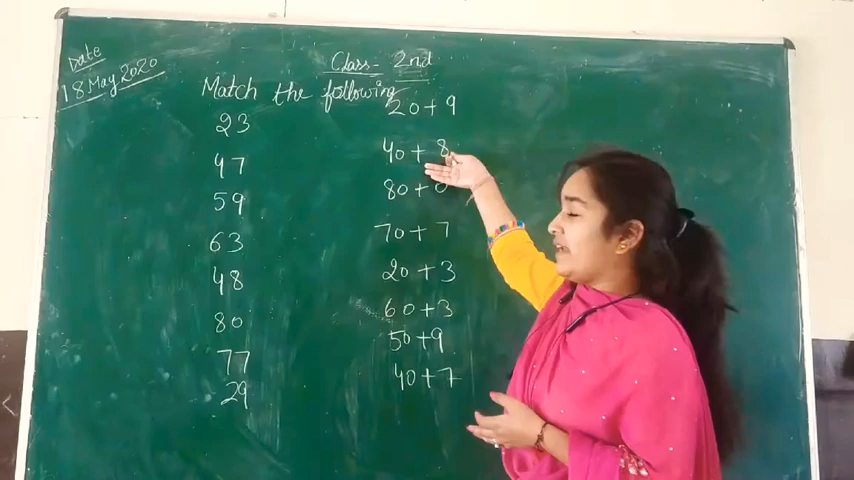 Date
18 May 2020
Class - 2nd
Match the following
23 20 + 9
47 40 + 8
59 80 + 0
63 70 + 7
48 20 + 3
80 60 + 3
77 50 + 9
29 40 + 7